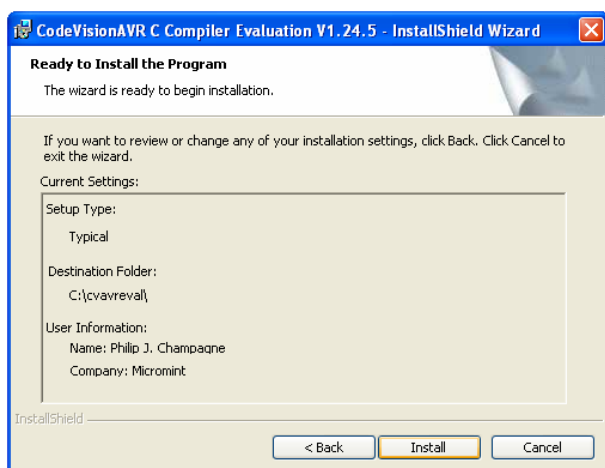 CodeVisionAVR C Compiler Evaluation V1.24.5 - InstallShield Wizard
Ready to Install the Program
The wizard is ready to begin installation.
If you want to review or change any of your installation settings, click Back. Click Cancel to
exit the wizard.
Current Settings:
Setup Type:
Typical
Destination Folder:
C:\cvavreval\
User Information:
Name: Philip J. Champagne
Company: Micromint
InstallShield
< Back
Install
Cancel